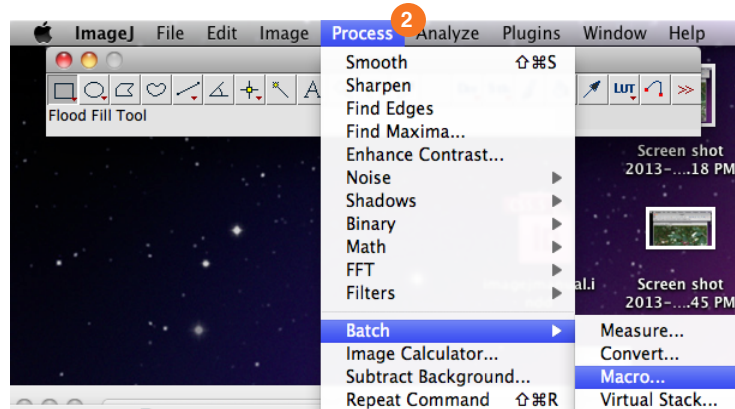 2
ImageJ File Edit Image Process Analyze Plugins Window Help
Smooth ⇧⌘S
A LUT >>
Sharpen
Flood Fill Tool
Find Edges
Find Maxima...
Enhance Contrast...
Screen shot
2013-....18 PM
Noise
Shadows
Binary
Math
FFT
Filters
al.i
Screen shot
2013-....45 PM
Batch
Measure...
Image Calculator...
Convert...
Subtract Background...
Macro...
Repeat Command ⇧⌘R
Virtual Stack...